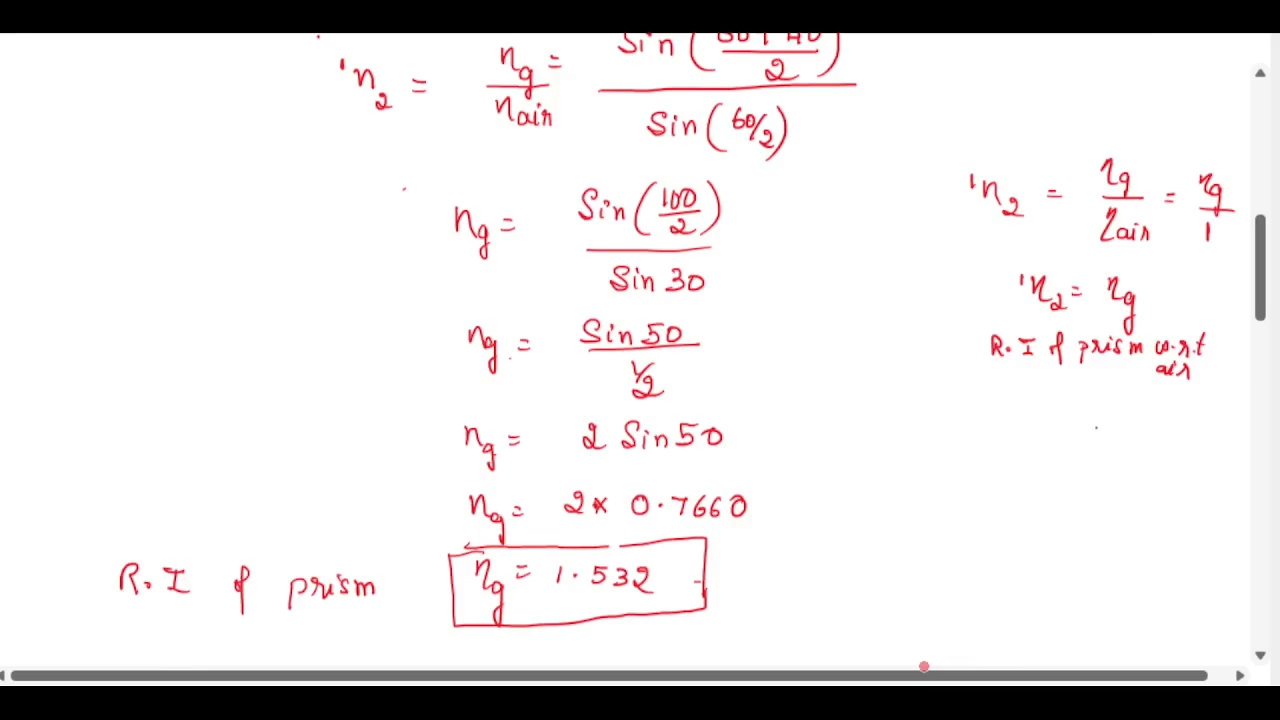 ¹n₂ = n_g / n_air = Sin((60+40)/2) / Sin(60/2)
n_g = Sin(100/2) / Sin 30
n_g = Sin 50 / ½
n_g = 2 Sin 50
n_g = 2 × 0.7660
R.I of prism n_g = 1.532
¹n₂ = n_g / n_air = n_g / 1
¹n₂ = n_g
R.I of prism w.r.t
air